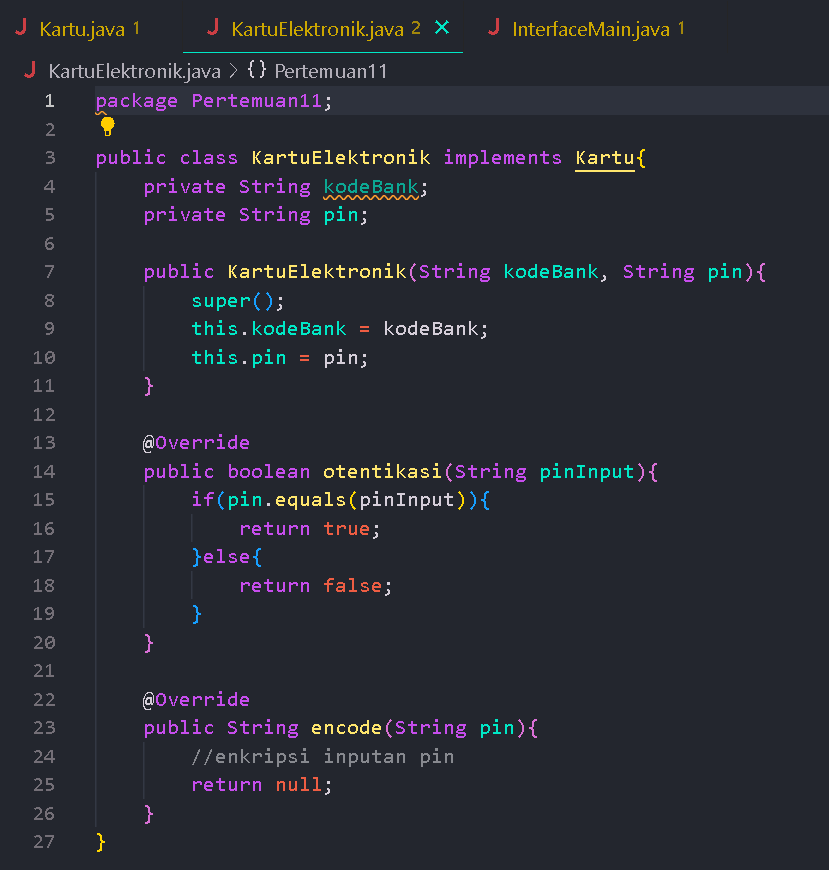 Kartu.java 1 KartuElektronik.java 2 × InterfaceMain.java 1
KartuElektronik.java > {} Pertemuan11
1 package Pertemuan11;
2
3 public class KartuElektronik implements Kartu{
4     private String kodeBank;
5     private String pin;
6
7     public KartuElektronik(String kodeBank, String pin){
8         super();
9         this.kodeBank = kodeBank;
10         this.pin = pin;
11     }
12
13     @Override
14     public boolean otentikasi(String pinInput){
15         if(pin.equals(pinInput)){
16             return true;
17         }else{
18             return false;
19         }
20     }
21
22     @Override
23     public String encode(String pin){
24         //enkripsi inputan pin
25         return null;
26     }
27 }